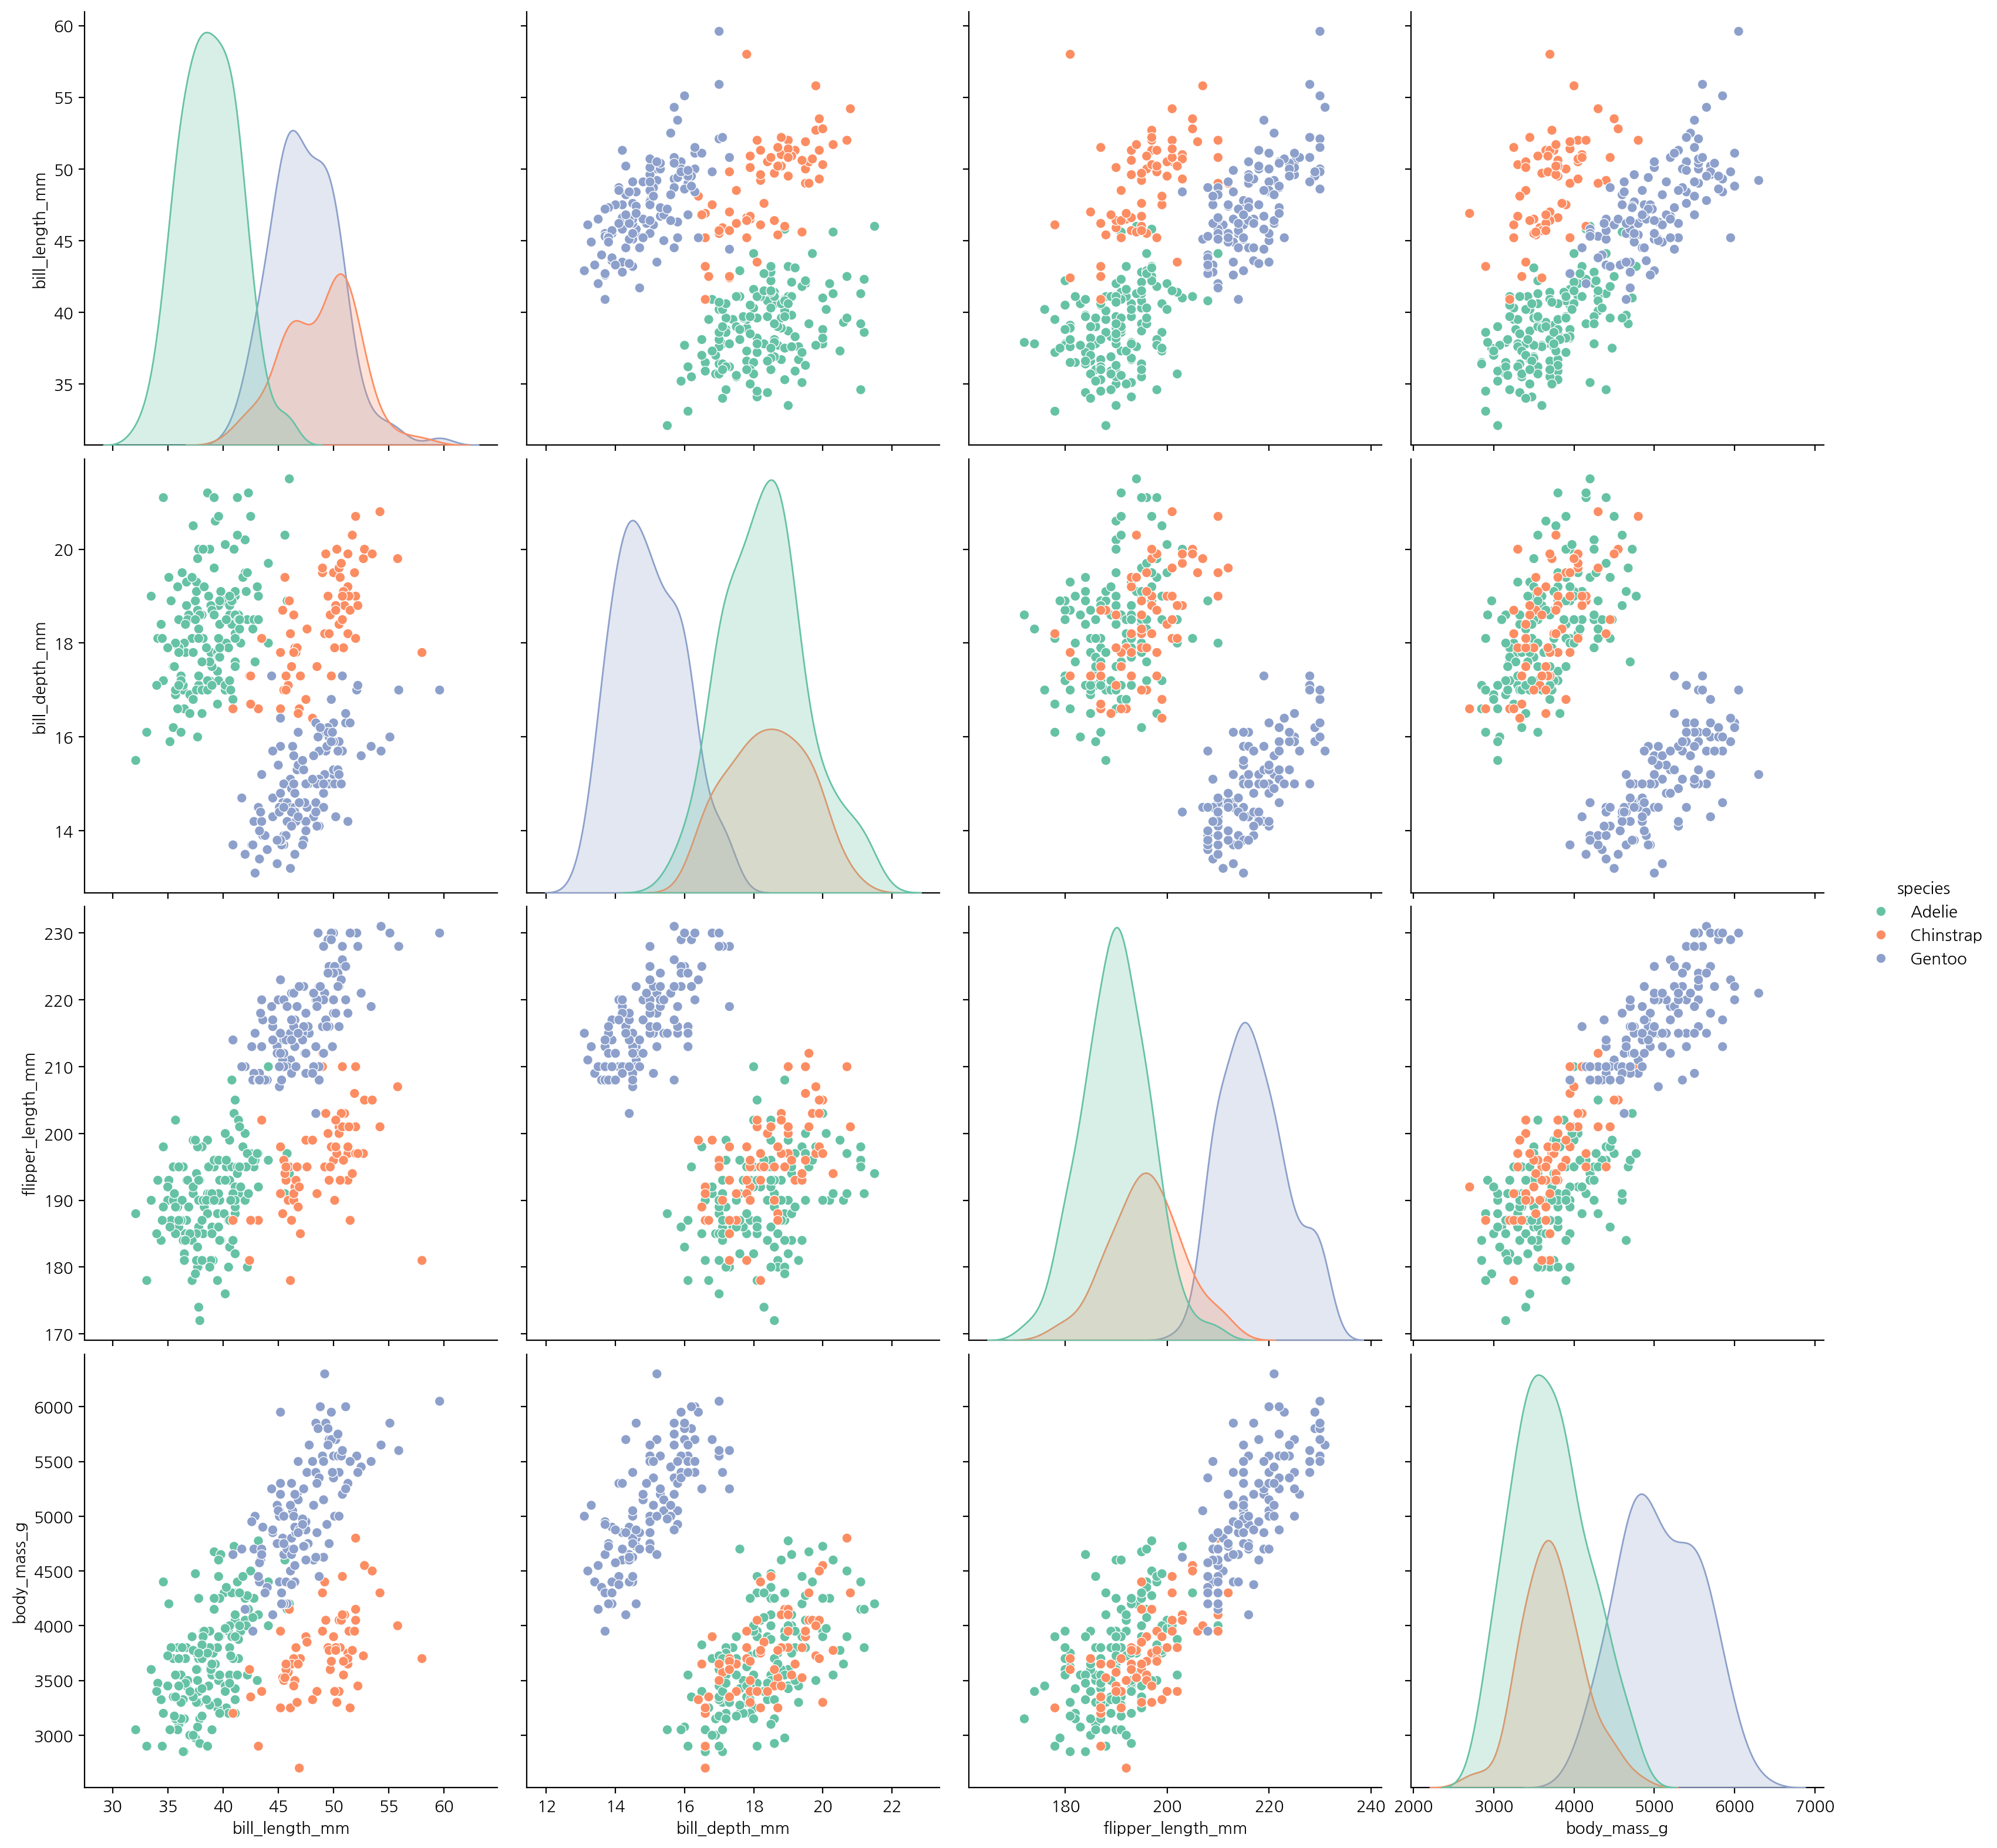 60
55
50
45
40
35
bill_length_mm
20
18
16
14
bill_depth_mm
species
Adelie
Chinstrap
Gentoo
230
220
210
200
190
180
170
flipper_length_mm
6000
5500
5000
4500
4000
3500
3000
body_mass_g
30 35 40 45 50 55 60
12 14 16 18 20 22
180 200 220 240
2000 3000 4000 5000 6000 7000
bill_length_mm
bill_depth_mm
flipper_length_mm
body_mass_g